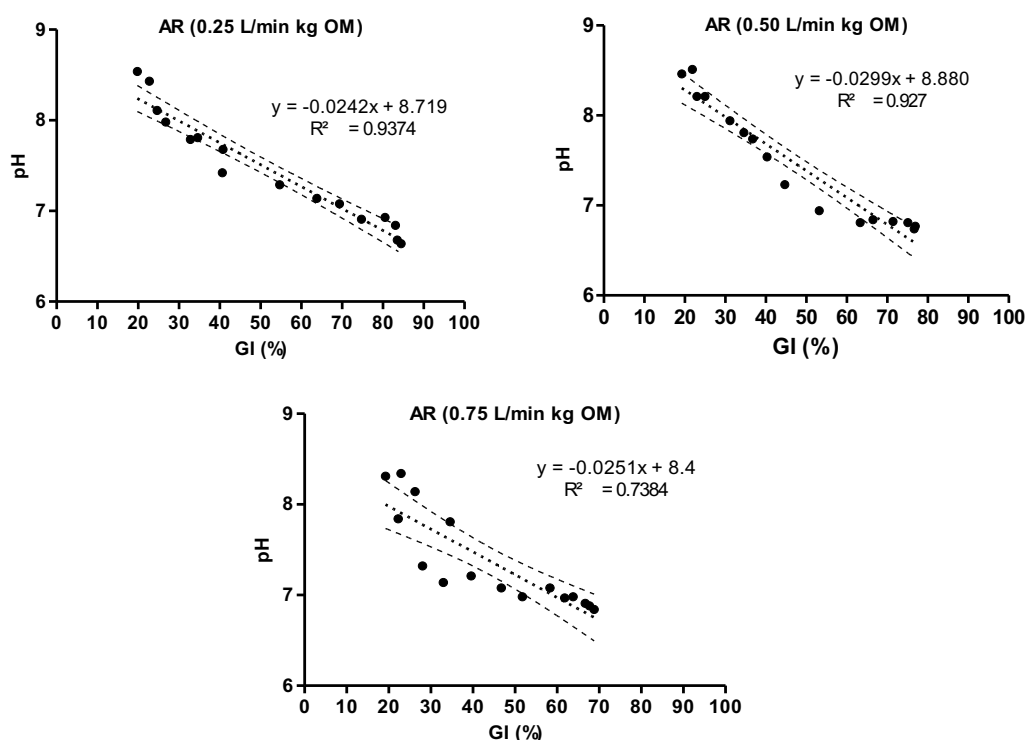 AR (0.25 L/min kg OM)
9
8
7
6
pH
y = -0.0242x + 8.719
R² = 0.9374
0 10 20 30 40 50 60 70 80 90 100
GI (%)
AR (0.50 L/min kg OM)
9
8
7
6
pH
y = -0.0299x + 8.880
R² = 0.927
0 10 20 30 40 50 60 70 80 90 100
GI (%)
AR (0.75 L/min kg OM)
9
8
7
6
pH
y = -0.0251x + 8.4
R² = 0.7384
0 10 20 30 40 50 60 70 80 90 100
GI (%)